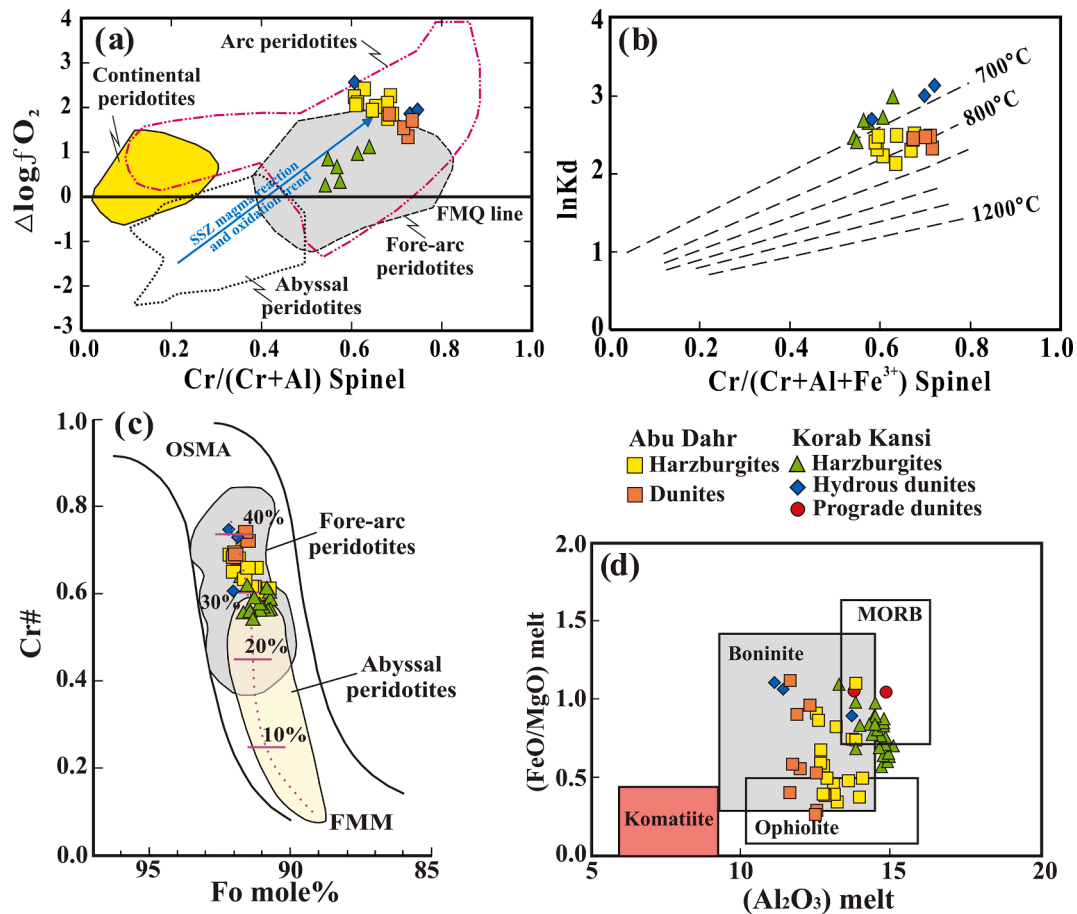 (a)
4
3
2
1
0
-1
-2
-3
Δlogƒ O₂
Arc peridotites
Continental
peridotites
SSZ magma reaction
and oxidation trend
FMQ line
Fore-arc
peridotites
Abyssal
peridotites
0.0
0.2
0.4
0.6
0.8
1.0
Cr/(Cr+Al) Spinel
(b)
4
3
2
1
0
lnKd
700°C
800°C
1200°C
0.0
0.2
0.4
0.6
0.8
1.0
Cr/(Cr+Al+Fe³⁺) Spinel
(c)
1.0
0.8
0.6
0.4
0.2
0.0
Cr#
OSMA
40%
Fore-arc
peridotites
30%
20%
Abyssal
peridotites
10%
FMM
95
90
85
Fo mole%
Abu Dahr
Harzburgites
Dunites
Korab Kansi
Harzburgites
Hydrous dunites
Prograde dunites
(d)
2.0
1.5
1.0
0.5
0.0
(FeO/MgO) melt
MORB
Boninite
Komatiite
Ophiolite
5
10
15
20
(Al₂O₃) melt